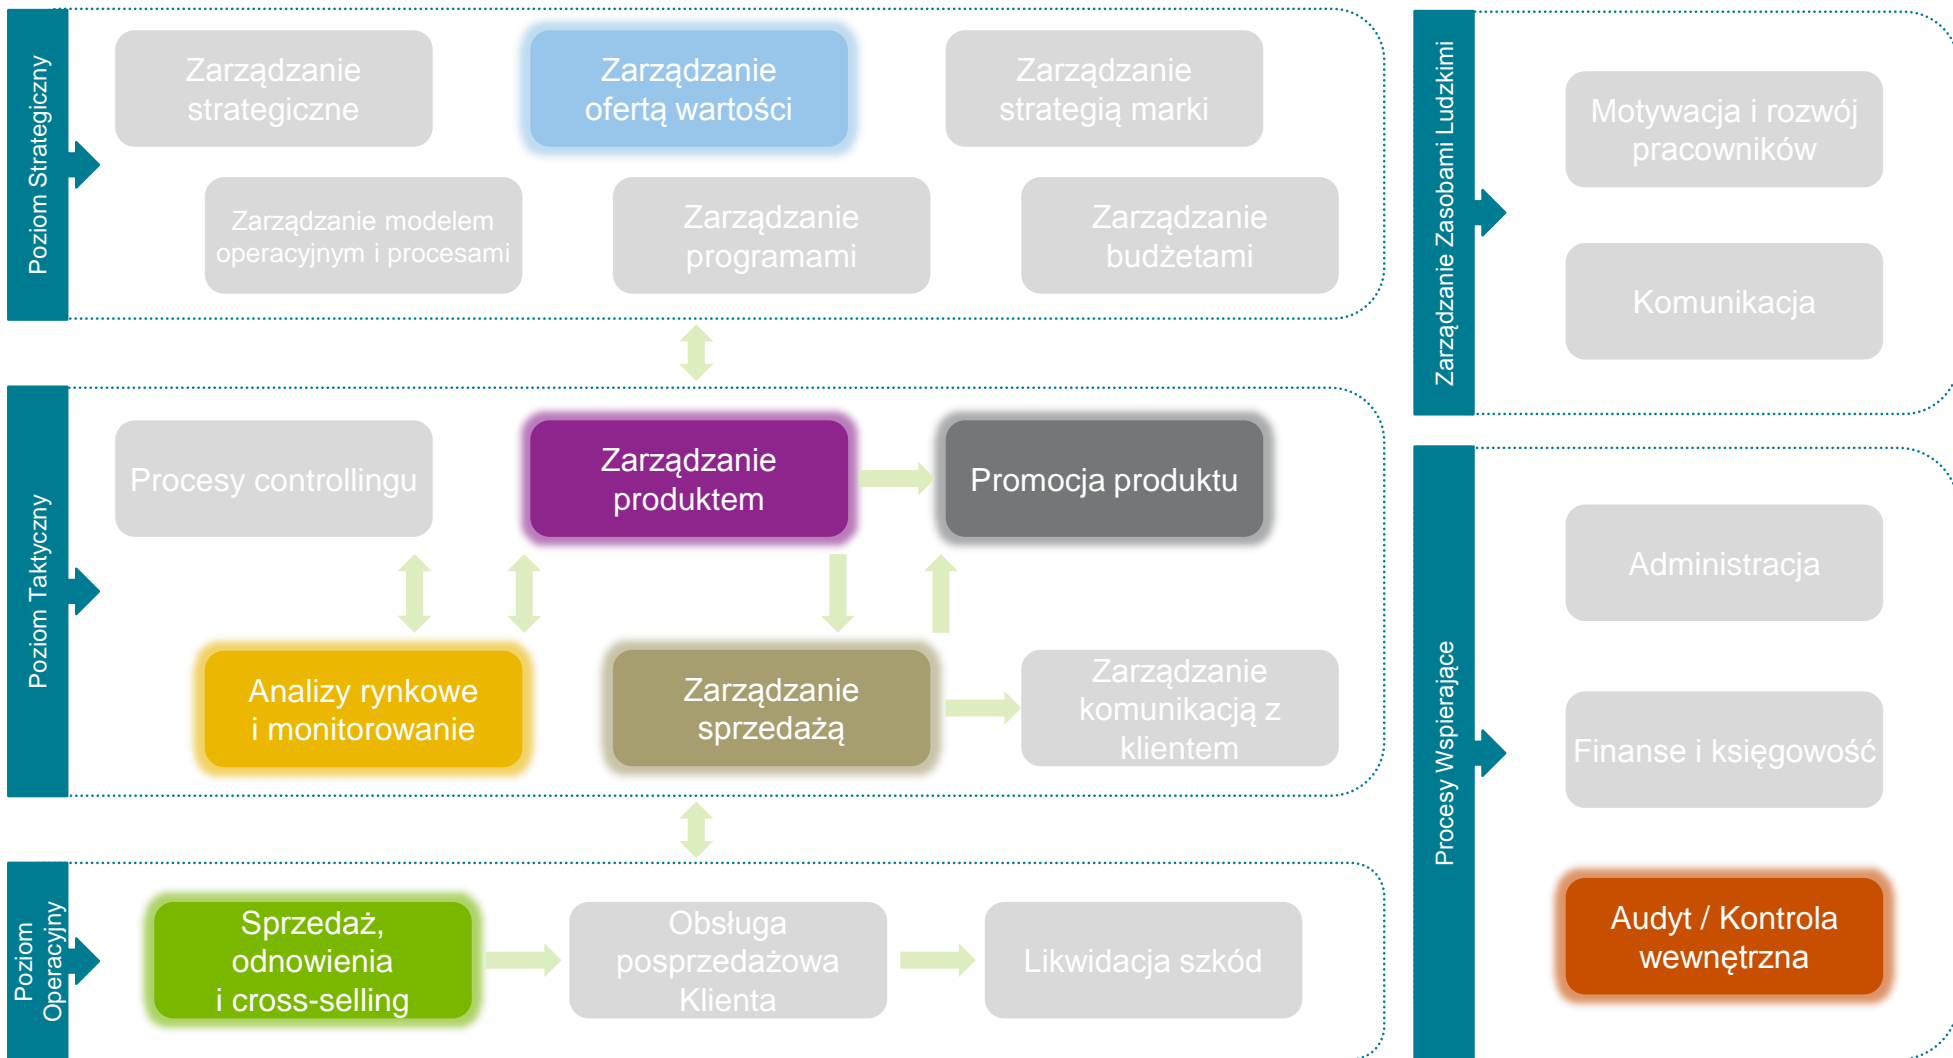 Poziom Strategiczny
Zarządzanie
strategiczne
Zarządzanie
ofertą wartości
Zarządzanie
strategią marki
Zarządzanie modelem
operacyjnym i procesami
Zarządzanie
programami
Zarządzanie
budżetami
Poziom Taktyczny
Procesy controllingu
Zarządzanie
produktem
Promocja produktu
Analizy rynkowe
i monitorowanie
Zarządzanie
sprzedażą
Zarządzanie
komunikacją z
klientem
Poziom
Operacyjny
Sprzedaż,
odnowienia
i cross-selling
Obsługa
posprzedażowa
Klienta
Likwidacja szkód
Zarządzanie Zasobami Ludzkimi
Motywacja i rozwój
pracowników
Komunikacja
Procesy Wspierające
Administracja
Finanse i księgowość
Audyt / Kontrola
wewnętrzna